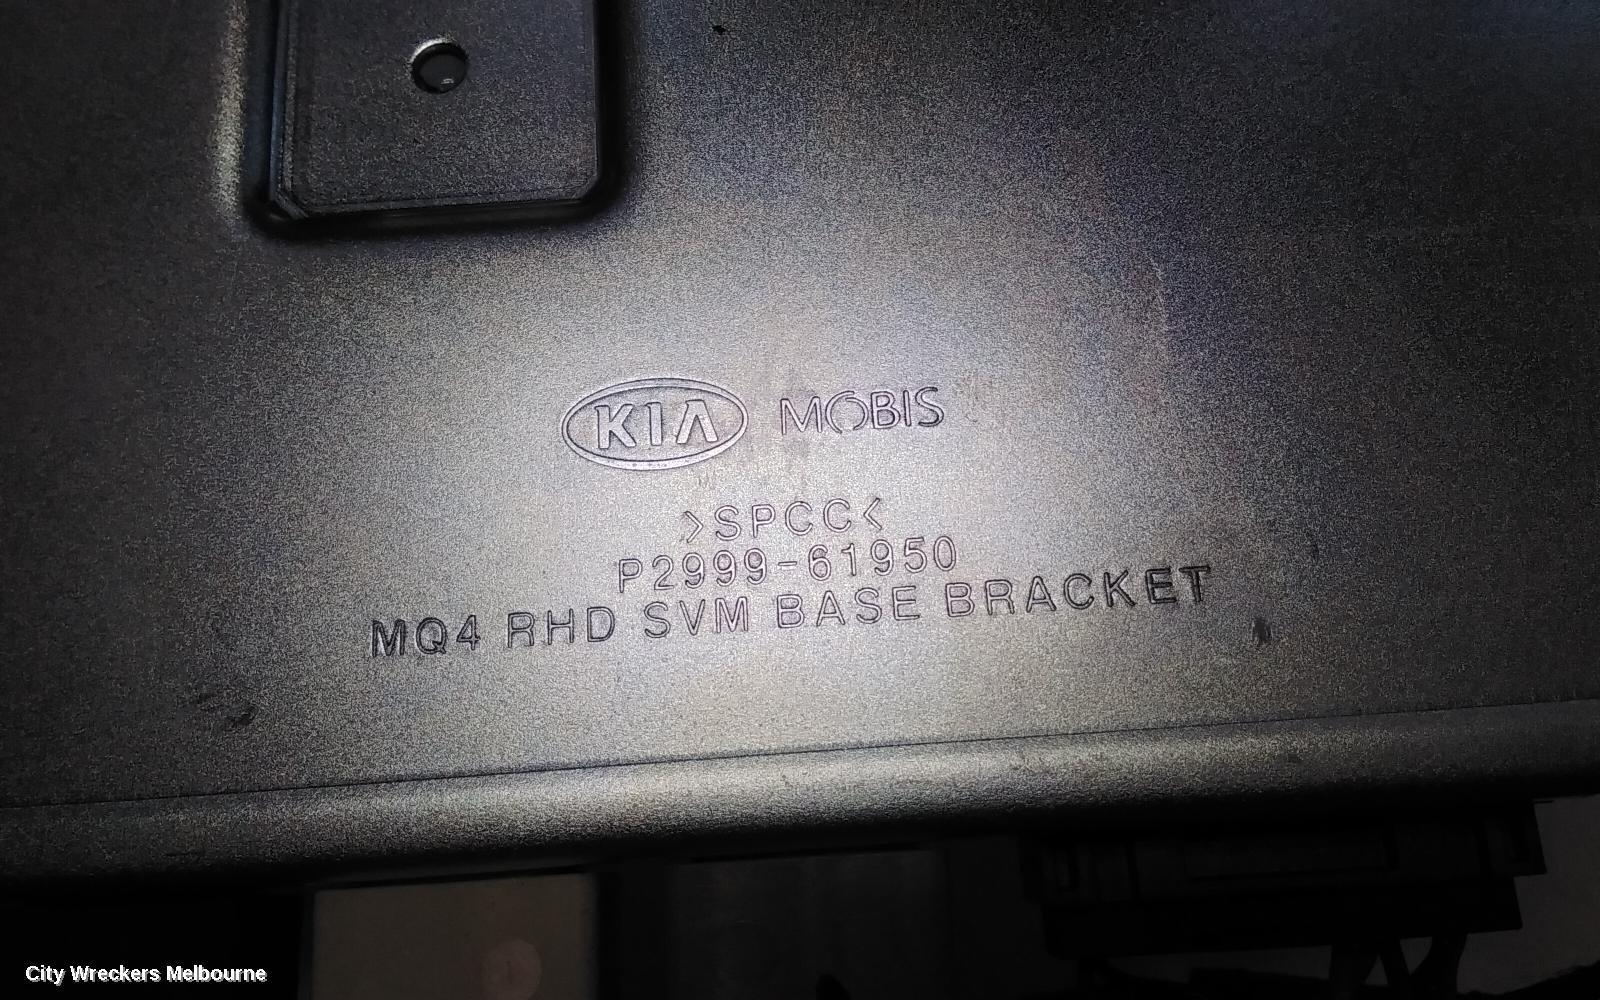 KIA MOBIS
>SPCC<
P2999-61950
MQ4 RHD SVM BASE BRACKET
City Wreckers Melbourne